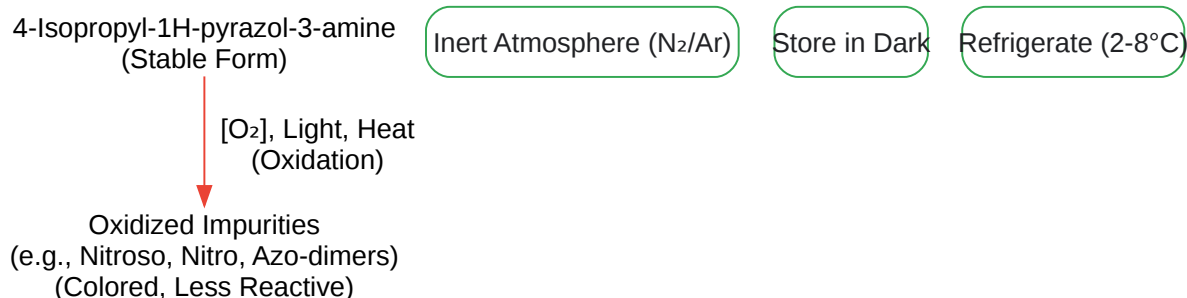 4-Isopropyl-1H-pyrazol-3-amine
(Stable Form)
Inert Atmosphere (N₂/Ar)
Store in Dark
Refrigerate (2-8°C)
[O₂], Light, Heat
(Oxidation)
Oxidized Impurities
(e.g., Nitroso, Nitro, Azo-dimers)
(Colored, Less Reactive)